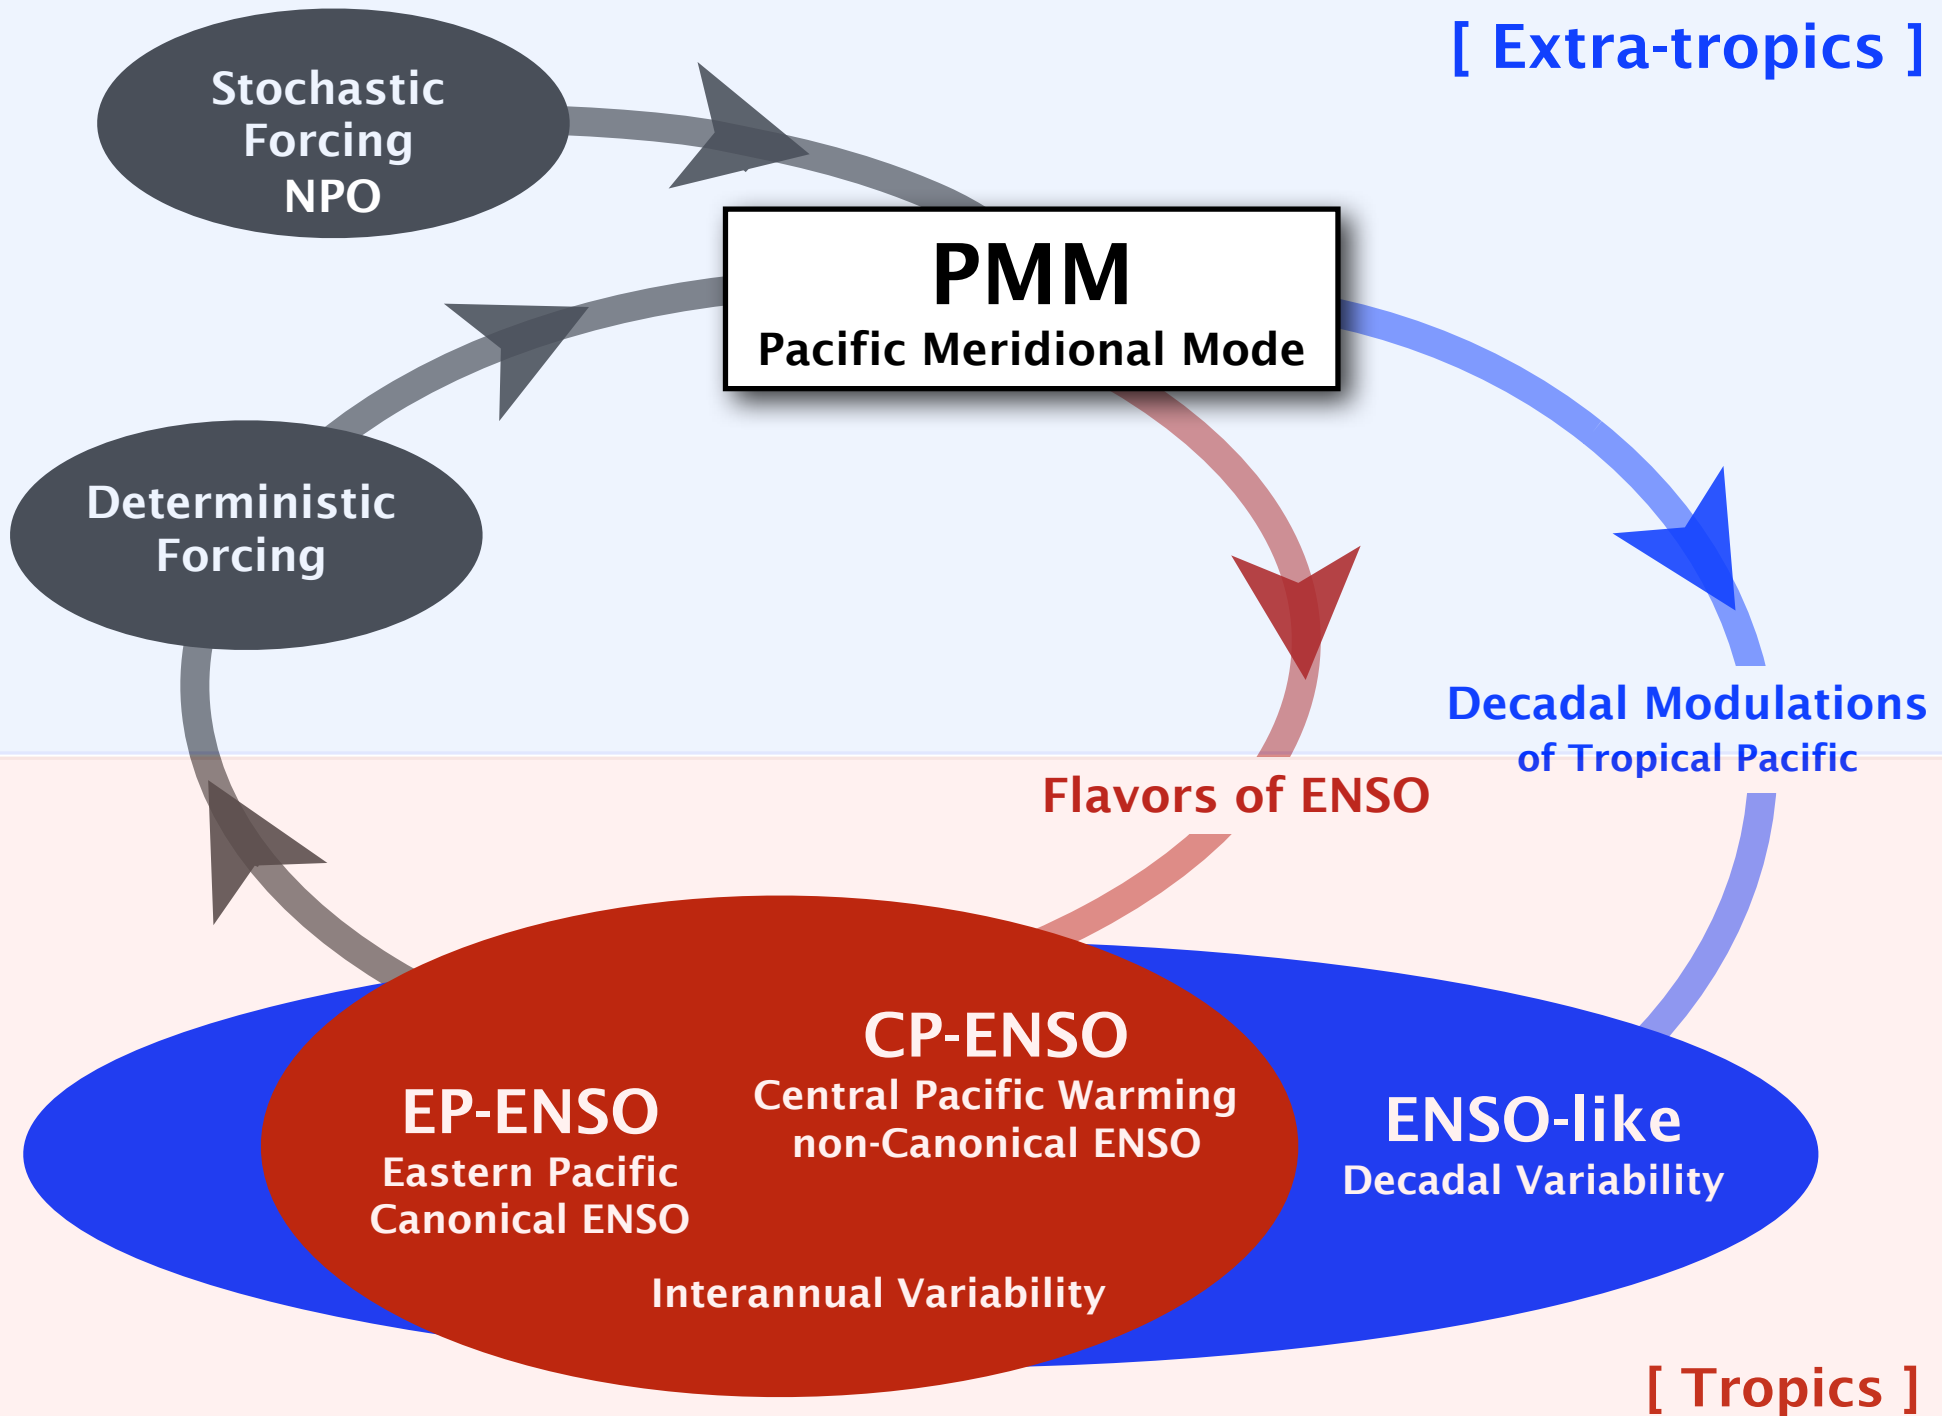 [ Extra-tropics ]
Stochastic
Forcing
NPO
PMM
Pacific Meridional Mode
Deterministic
Forcing
Decadal Modulations
of Tropical Pacific
Flavors of ENSO
CP-ENSO
Central Pacific Warming
non-Canonical ENSO
EP-ENSO
Eastern Pacific
Canonical ENSO
ENSO-like
Decadal Variability
Interannual Variability
[ Tropics ]